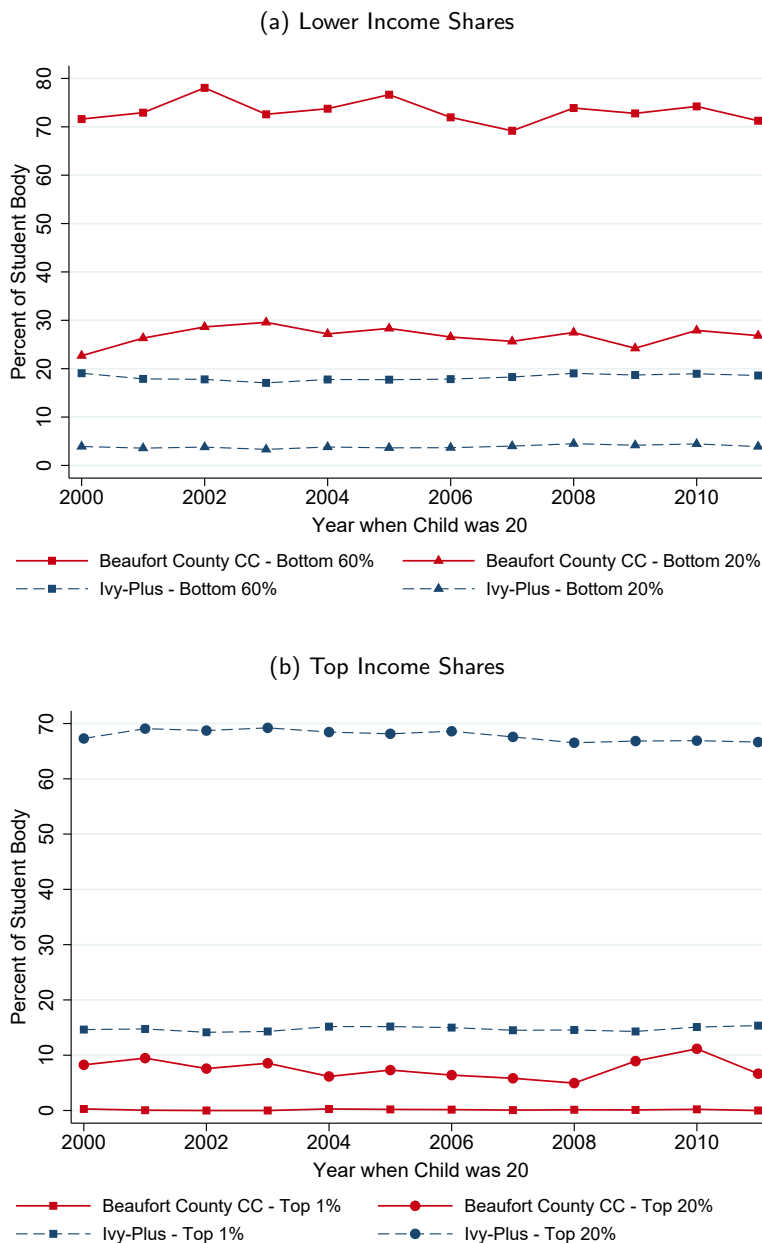 (a) Lower Income Shares
Percent of Student Body
80
70
60
50
40
30
20
10
0
2000 2002 2004 2006 2008 2010
Year when Child was 20
Beaufort County CC - Bottom 60% Beaufort County CC - Bottom 20%
Ivy-Plus - Bottom 60% Ivy-Plus - Bottom 20%
(b) Top Income Shares
Percent of Student Body
70
60
50
40
30
20
10
0
2000 2002 2004 2006 2008 2010
Year when Child was 20
Beaufort County CC - Top 1% Beaufort County CC - Top 20%
Ivy-Plus - Top 1% Ivy-Plus - Top 20%